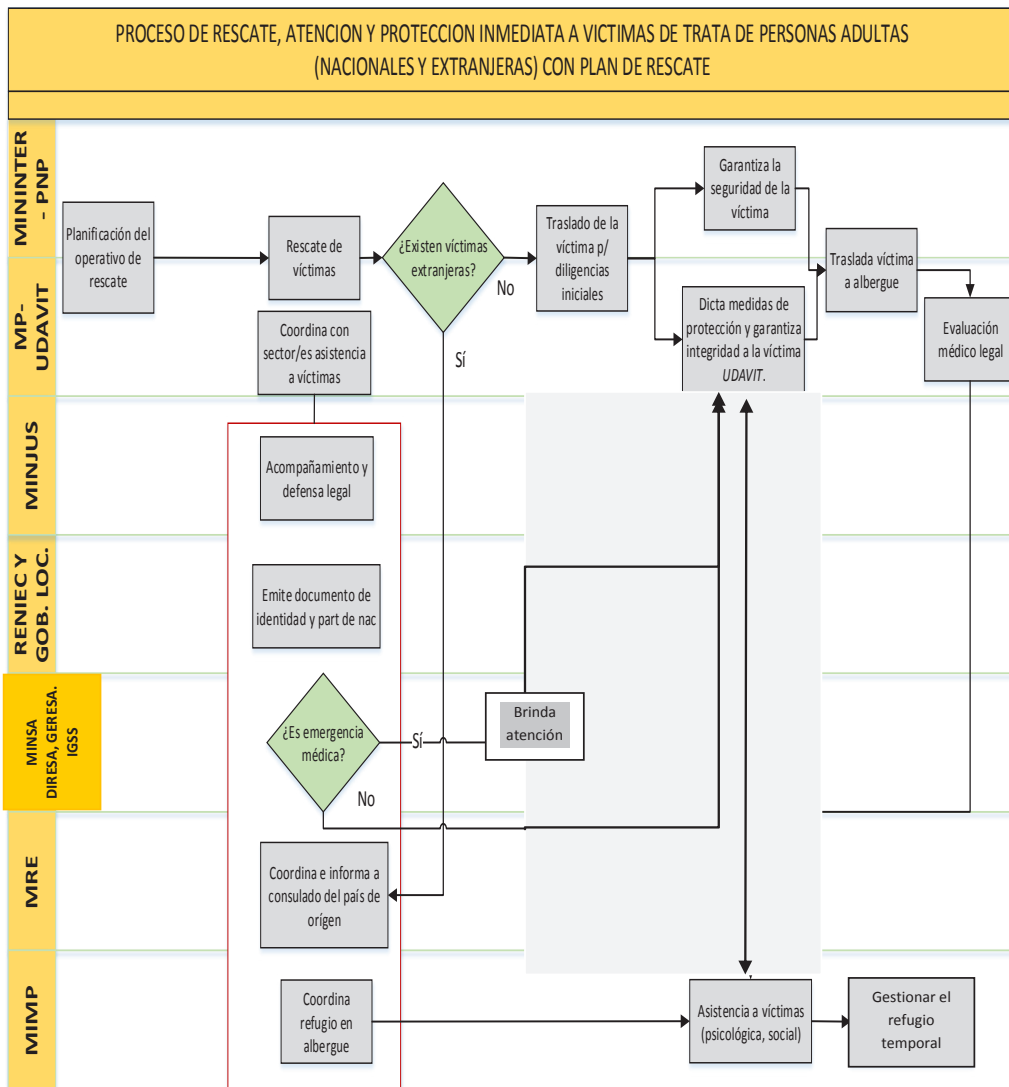 PROCESO DE RESCATE, ATENCION Y PROTECCION INMEDIATA A VICTIMAS DE TRATA DE PERSONAS ADULTAS
(NACIONALES Y EXTRANJERAS) CON PLAN DE RESCATE
MININTER
- PNP
Planificación del
operativo de
rescate
Rescate de
víctimas
¿Existen víctimas
extranjeras?
No
Sí
Traslado de la
víctima p/
diligencias
iniciales
Garantiza la
seguridad de la
víctima
Traslada víctima
a albergue
MP-
UDAVIT
Coordina con
sector/es asistencia
a víctimas
Dicta medidas de
protección y garantiza
integridad a la víctima
UDAVIT.
Evaluación
médico legal
MINJUS
Acompañamiento y
defensa legal
RENIEC Y
GOB. LOC.
Emite documento de
identidad y part de nac
MINSA
DIRESA, GERESA.
IGSS
¿Es emergencia
médica?
Sí
No
Brinda
atención
MRE
Coordina e informa a
consulado del país de
orígen
MIMP
Coordina
refugio en
albergue
Asistencia a víctimas
(psicológica, social)
Gestionar el
refugio
temporal